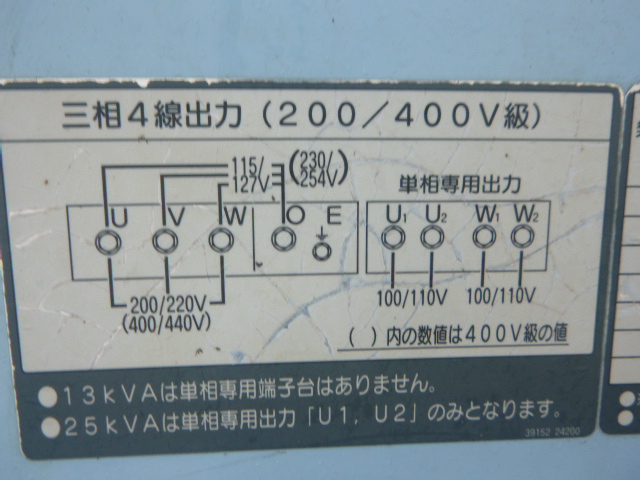 三相4線出力(200/400V級)
115/ (230/
127V 254V)
単相専用出力
U V W O E U₁ U₂ W₁ W₂
200/220V 100/110V 100/110V
(400/440V)
( )内の数値は400V級の値
●13kVAは単相専用端子台はありません。
●25kVAは単相専用出力「U1,U2」のみとなります。
39152 24200